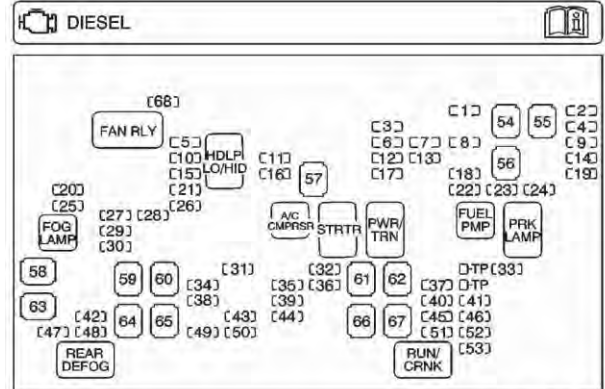 DIESEL
[68]
FAN RLY
[1] 54 55 [2]
[3] [4]
[5] [6] [7] [8] [9]
[10] HDLP LO/HID [11] [12] [13] 56 [14]
[15] [16] 57 [17] [18] [19]
[20] [21] [22] [23] [24]
[25] [26]
FOG LAMP
[27] [28]
[29]
[30]
A/C CMPRSR
STRTR
PWR/ TRN
FUEL PMP
PRK LAMP
58 59 60 [31] [32] 61 62 D-TP [33]
[34] [35] [36] [37] D-TP
63 [38] [39] [40] [41]
[42] 64 65 [43] [44] 66 67 [45] [46]
[47] [48] [49] [50] [51] [52]
[53]
REAR DEFOG
RUN/ CRNK